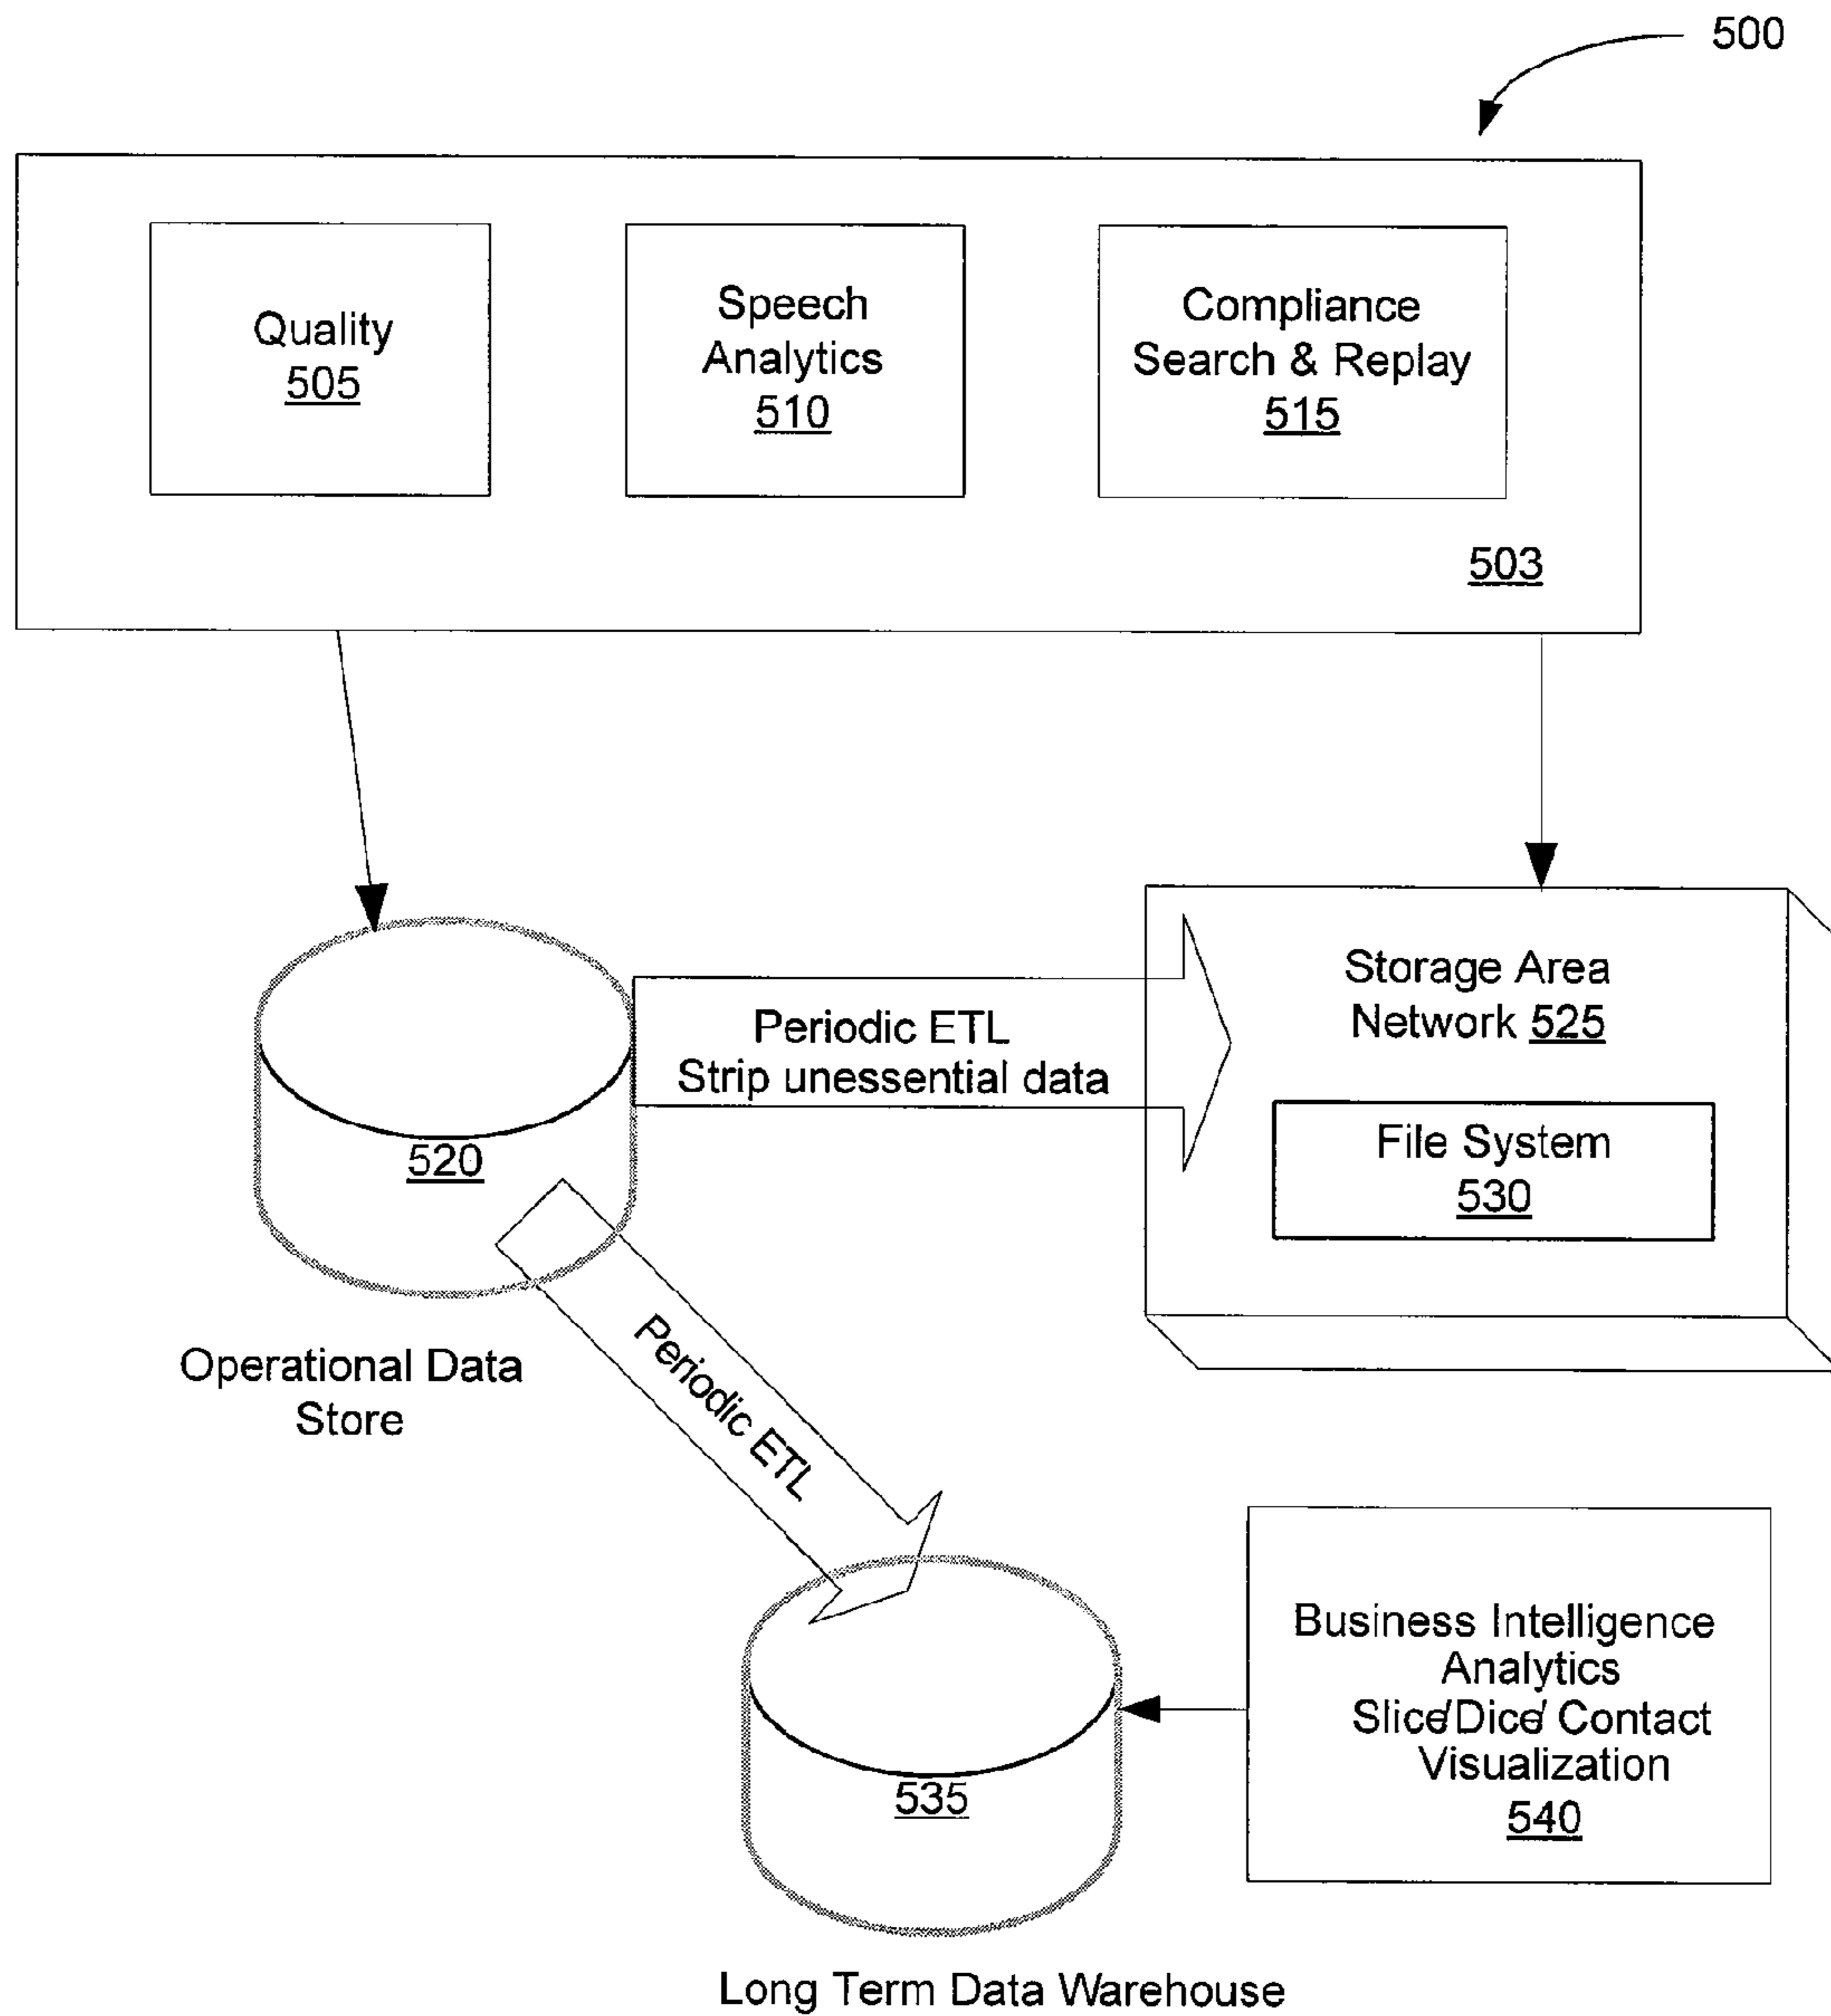 500
Quality
505
Speech
Analytics
510
Compliance
Search & Replay
515
503
Periodic ETL
Strip unessential data
Storage Area
Network 525
File System
530
520
Operational Data
Store
Periodic ETL
535
Long Term Data Warehouse
Business Intelligence
Analytics
Slice/Dice/ Contact
Visualization
540